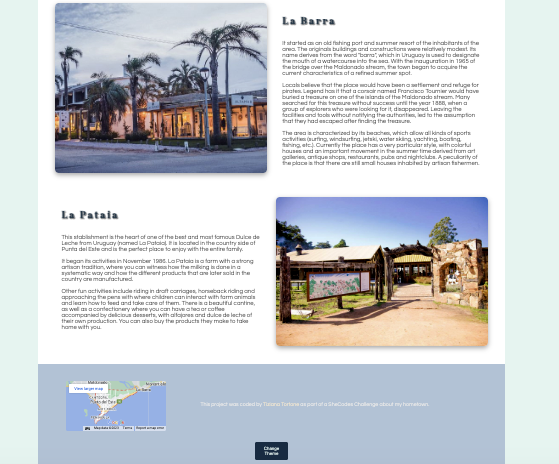 La Barra
It started as an old fishing port and summer resort of the inhabitants of the
area. The originals buildings and constructions were relatively modest. Its
name derives from the word "barra", which in Uruguay is used to designate
the mouth of a watercourse into the sea. With the inauguration in 1965 of
the bridge over the Maldonado stream, the town began to acquire the
current characteristics of a refined summer spot.
Locals believe that the place would have been a settlement and refuge for
pirates. Legend has it that a corsair named Francisco Tournier would have
buried a treasure on one of the islands of the Maldonado stream. Many
searched for this treasure without success until the year 1888, when a
group of explorers who were looking for it, disappeared. Leaving the
facilities and tools without notifying the authorities, led to the assumption
that they had escaped after finding the treasure.
The area is characterized by its beaches, which allow all kinds of sports
activities (surfing, windsurfing, jetski, water skiing, yachting, boating,
fishing, etc.). Currently the place has a very particular style, with colorful
houses and an important movement in the summer time derived from art
galleries, antique shops, restaurants, pubs and nightclubs. A peculiarity of
the place is that there are still small houses inhabited by artisan fishermen.
La Pataia
This establishment is the heart of one of the best and most famous Dulce de
Leche from Uruguay (named La Pataia). It is located in the country side of
Punta del Este and is the perfect place to enjoy with the entire family.
It began its activities in November 1986. La Pataia is a farm with a strong
artisan tradition, where you can witness how the milking is done in a
systematic way and how the different products that are later sold in the
country are manufactured.
Other fun activities include riding in draft carriages, horseback riding and
approaching the pens with where children can interact with farm animals
and learn how to feed and take care of them. There is a beautiful cantine,
as well as a confectionery where you can have a tea or coffee
accompanied by delicious desserts, with alfajores and dulce de leche of
their own production. You can also buy the products they make to take
home with you.
View larger map
La Barra
This project was coded by Tiziana Tortora as part of a SheCodes Challenge about my hometown.
Change
Theme